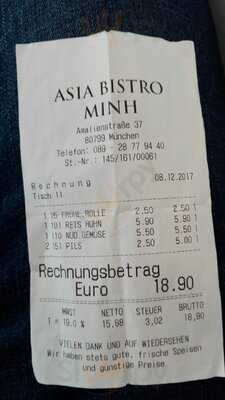 ASIA BISTRO
MINH
Amalienstraße 37
80799 München
Telefon: 089 - 28 77 94 40
St.-Nr.: 145/161/00061
Rechnung 08.12.2017
Tisch 11
1 115 FRÜHL.ROLLE 2.50 2.50 1
1 101 REIS HUHN 5.90 5.90 1
1 110 NUD.GEMÜSE 5.50 5.50 1
2 151 PILS 2.50 5.00 1
Rechnungsbetrag
Euro 18.90
MWST NETTO STEUER BRUTTO
1 = 19.0 % 15,88 3,02 18,90
VIELEN DANK UND AUF WIEDERSEHEN
Wir haben stets gute, frische Speisen
und günstige Preise.